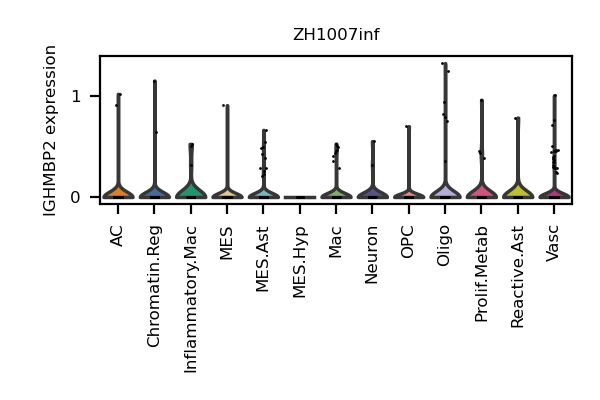 ZH1007inf
IGHMBP2 expression
1
0
AC
Chromatin.Reg
Inflammatory.Mac
MES
MES.Ast
MES.Hyp
Mac
Neuron
OPC
Oligo
Prolif.Metab
Reactive.Ast
Vasc